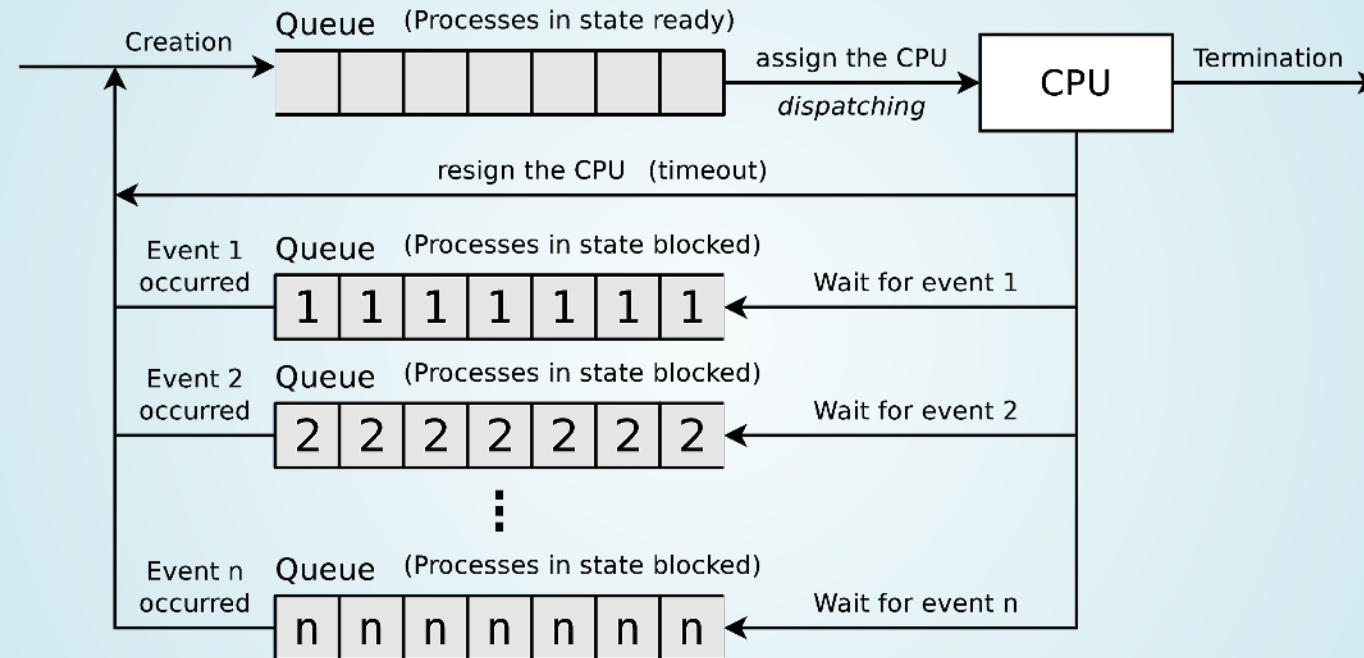 Queue (Processes in state ready)
Creation
assign the CPU
dispatching
CPU
Termination
resign the CPU (timeout)
Event 1
occurred
Queue (Processes in state blocked)
1 1 1 1 1 1 1
Wait for event 1
Event 2
occurred
Queue (Processes in state blocked)
2 2 2 2 2 2 2
Wait for event 2
Event n
occurred
Queue (Processes in state blocked)
n n n n n n n
Wait for event n